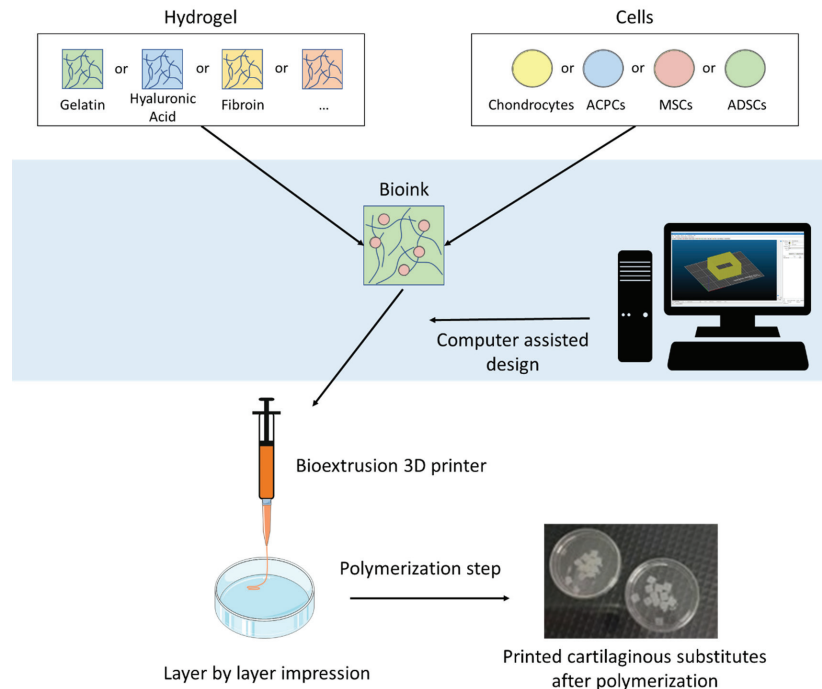 Hydrogel
Cells
or or or
Gelatin
Hyaluronic
Acid
Fibroin
...
or or or
Chondrocytes ACPCs MSCs ADSCs
Bioink
Computer assisted
design
Bioextrusion 3D printer
Polymerization step
Layer by layer impression
Printed cartilaginous substitutes
after polymerization